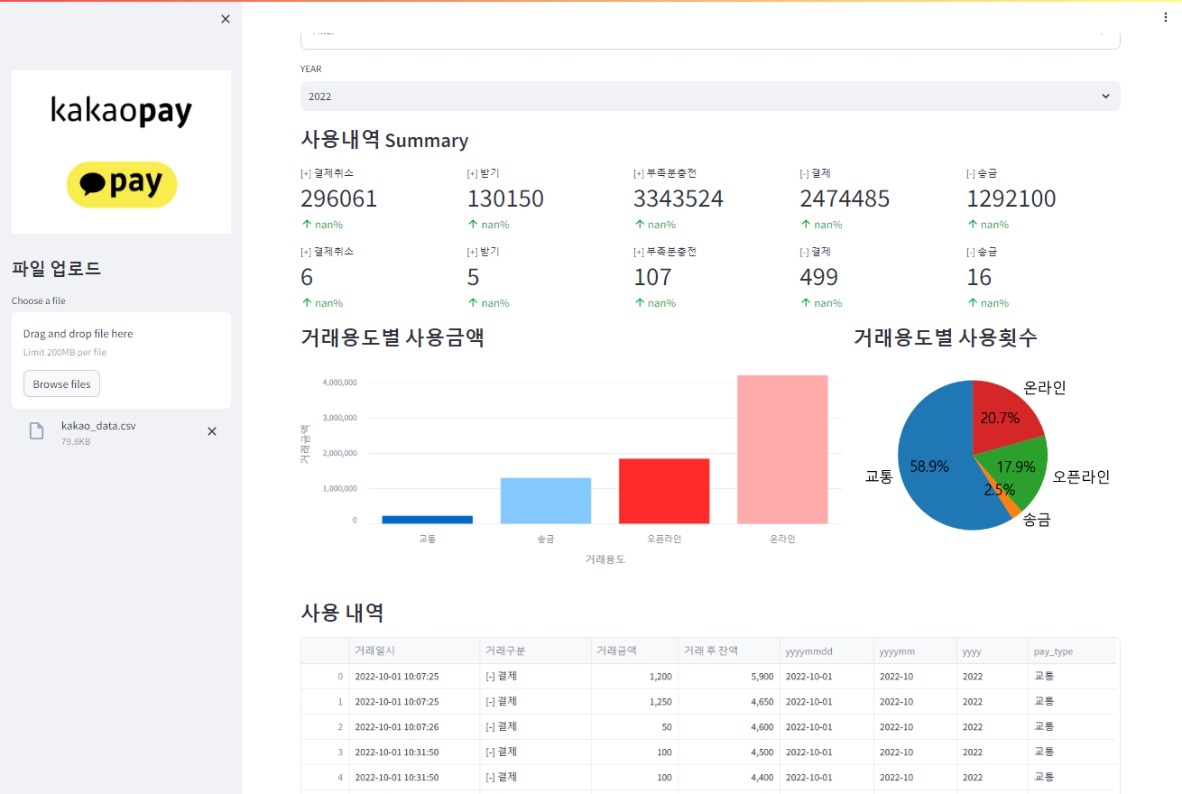 ×
kakaopay
pay
파일 업로드
Choose a file
Drag and drop file here
Limit 200MB per file
Browse files
kakao_data.csv
79.8KB
YEAR
2022
사용내역 Summary
[+] 결제취소 [+] 받기 [+] 부족분충전 [-] 결제 [-] 송금
296061 130150 3343524 2474485 1292100
↑ nan% ↑ nan% ↑ nan% ↑ nan% ↑ nan%
[+] 결제취소 [+] 받기 [+] 부족분충전 [-] 결제 [-] 송금
6 5 107 499 16
↑ nan% ↑ nan% ↑ nan% ↑ nan% ↑ nan%
거래용도별 사용금액
4,000,000
3,000,000
2,000,000
1,000,000
0
거래금액
교통 송금 오픈라인 온라인
거래용도
거래용도별 사용횟수
온라인
20.7%
58.9%
17.9%
교통
오픈라인
2.5%
송금
사용 내역
거래일시 거래구분 거래금액 거래 후 잔액 yyyymmdd yyyymm yyyy pay_type
0 2022-10-01 10:07:25 [-] 결제 1,200 5,900 2022-10-01 2022-10 2022 교통
1 2022-10-01 10:07:25 [-] 결제 1,250 4,650 2022-10-01 2022-10 2022 교통
2 2022-10-01 10:07:26 [-] 결제 50 4,600 2022-10-01 2022-10 2022 교통
3 2022-10-01 10:31:50 [-] 결제 100 4,500 2022-10-01 2022-10 2022 교통
4 2022-10-01 10:31:50 [-] 결제 100 4,400 2022-10-01 2022-10 2022 교통